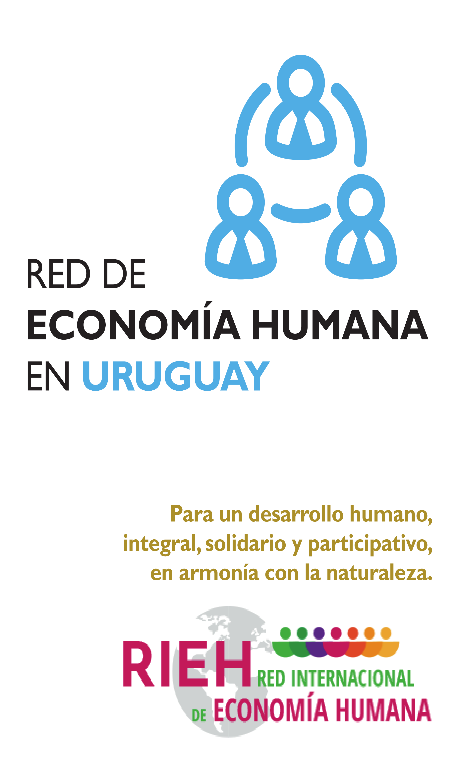 RED DE
ECONOMÍA HUMANA
EN URUGUAY
Para un desarrollo humano,
integral, solidario y participativo,
en armonía con la naturaleza.
RIEH RED INTERNACIONAL
DE ECONOMÍA HUMANA